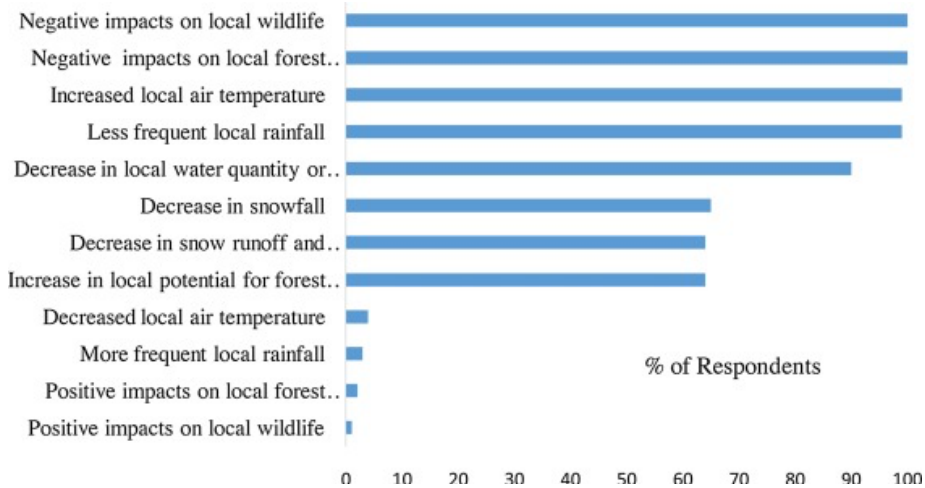 Negative impacts on local wildlife
Negative impacts on local forest..
Increased local air temperature
Less frequent local rainfall
Decrease in local water quantity or..
Decrease in snowfall
Decrease in snow runoff and..
Increase in local potential for forest..
Decreased local air temperature
More frequent local rainfall
Positive impacts on local forest..
Positive impacts on local wildlife
% of Respondents
0 10 20 30 40 50 60 70 80 90 100